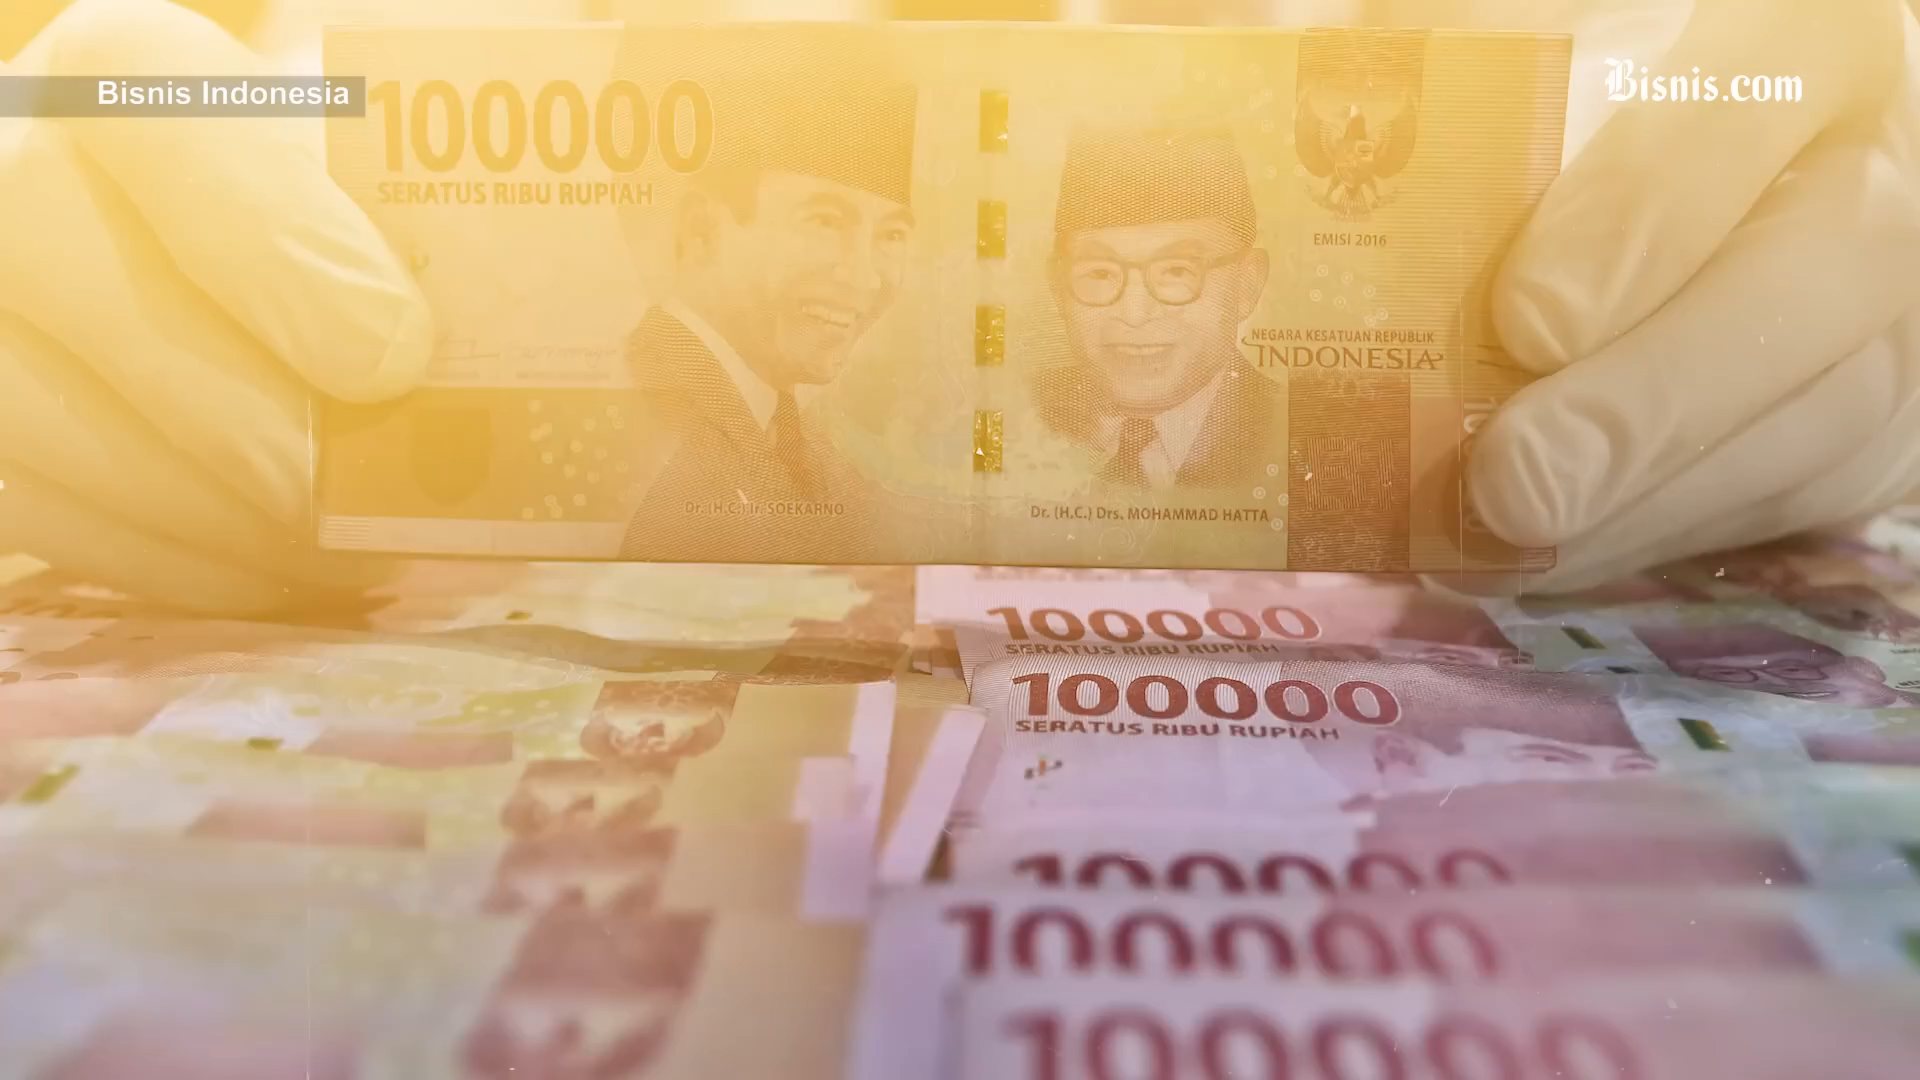 Bisnis Indonesia
Bisnis.com
100000
SERATUS RIBU RUPIAH
EMISI 2016
NEGARA KESATUAN REPUBLIK
INDONESIA
Dr. (H.C.) Ir. SOEKARNO
Dr. (H.C.) Drs. MOHAMMAD HATTA
100000
SERATUS RIBU RUPIAH
100000
SERATUS RIBU RUPIAH
100000
100000
100000